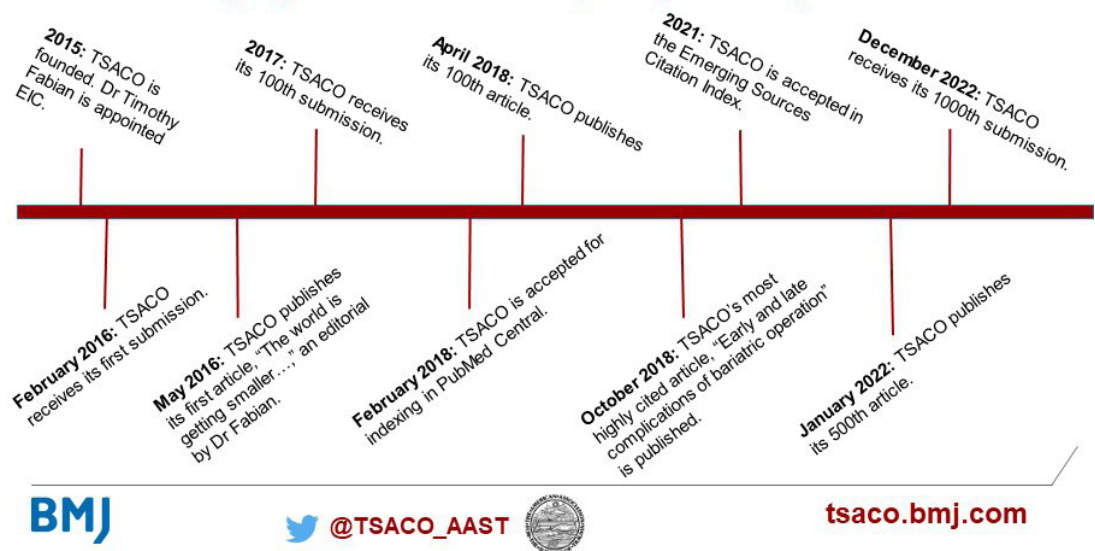 2015: TSACO is
founded. Dr Timothy
Fabian is appointed
EIC.
2017: TSACO receives
its 100th submission.
April 2018: TSACO publishes
its 100th article.
2021: TSACO is accepted in
the Emerging Sources
Citation Index.
December 2022: TSACO
receives its 1000th submission.
February 2016: TSACO
receives its first submission.
May 2016: TSACO publishes
its first article, “The world is
getting smaller…,” an editorial
by Dr Fabian.
February 2018: TSACO is accepted for
indexing in PubMed Central.
October 2018: TSACO’s most
highly cited article, “Early and late
complications of bariatric operation”
is published.
January 2022: TSACO publishes
its 500th article.
BMJ
@TSACO_AAST
tsaco.bmj.com